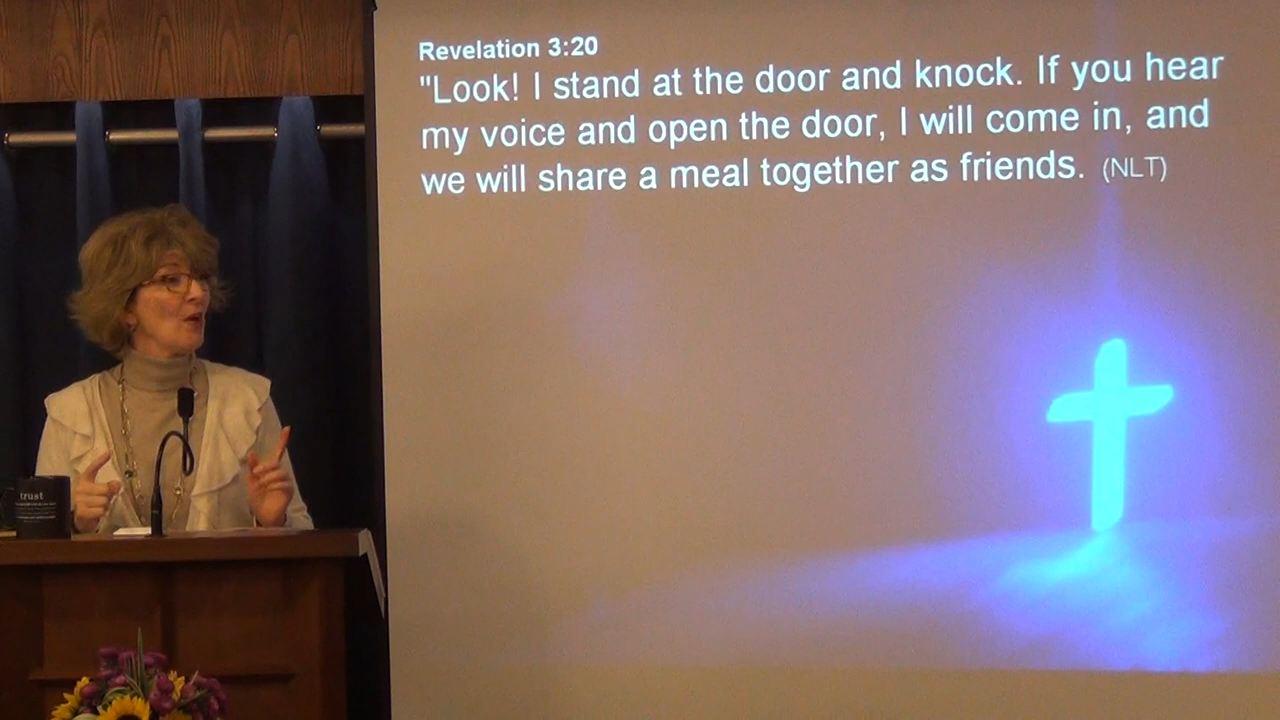 Revelation 3:20
"Look! I stand at the door and knock. If you hear
my voice and open the door, I will come in, and
we will share a meal together as friends. (NLT)
trust